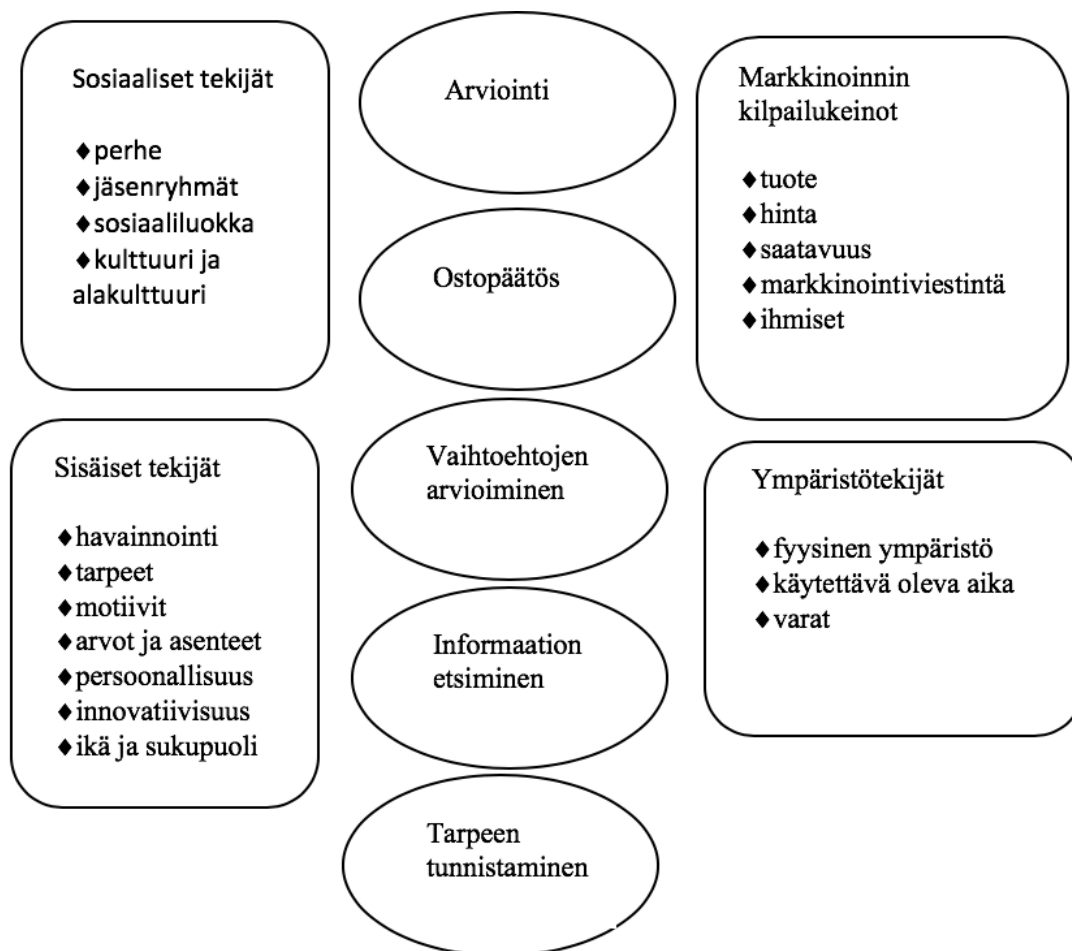 Sosiaaliset tekijät
♦perhe
♦jäsenryhmät
♦sosiaaliluokka
♦kulttuuri ja
alakulttuuri
Sisäiset tekijät
♦havainnointi
♦tarpeet
♦motiivit
♦arvot ja asenteet
♦persoonallisuus
♦innovatiivisuus
♦ikä ja sukupuoli
Arviointi
Ostopäätös
Vaihtoehtojen
arvioiminen
Informaation
etsiminen
Tarpeen
tunnistaminen
Markkinoinnin
kilpailukeinot
♦tuote
♦hinta
♦saatavuus
♦markkinointiviestintä
♦ihmiset
Ympäristötekijät
♦fyysinen ympäristö
♦käytettävä oleva aika
♦varat